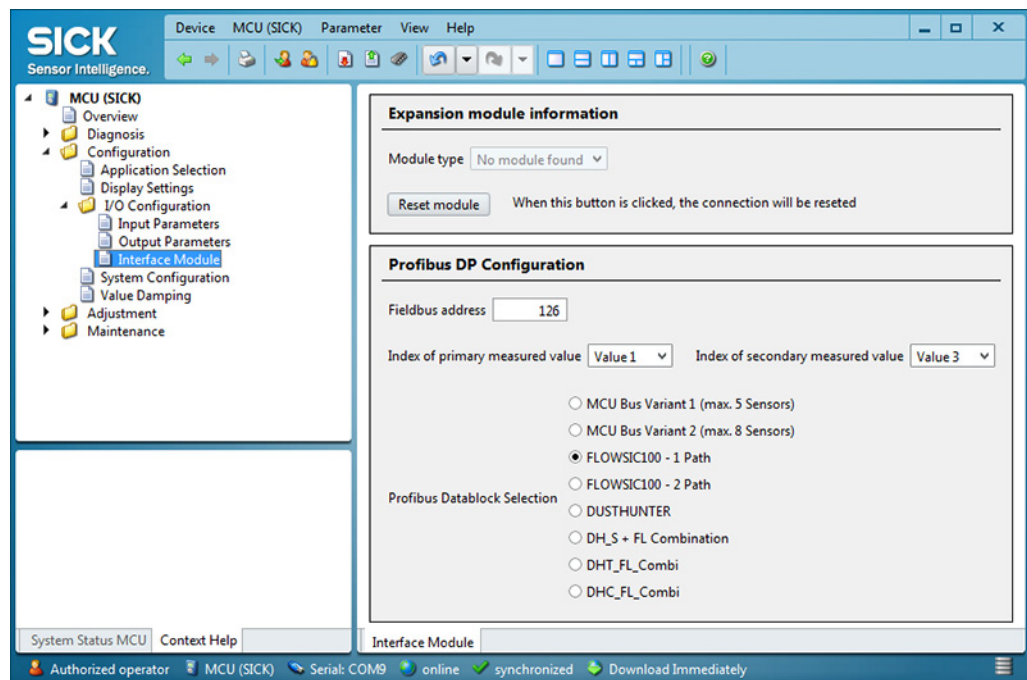 SICK
Sensor Intelligence.
Device MCU (SICK) Parameter View Help
MCU (SICK)
Overview
Diagnosis
Configuration
Application Selection
Display Settings
I/O Configuration
Input Parameters
Output Parameters
Interface Module
System Configuration
Value Damping
Adjustment
Maintenance
System Status MCU Context Help
Expansion module information
Module type No module found
Reset module When this button is clicked, the connection will be reseted
Profibus DP Configuration
Fieldbus address 126
Index of primary measured value Value 1 Index of secondary measured value Value 3
MCU Bus Variant 1 (max. 5 Sensors)
MCU Bus Variant 2 (max. 8 Sensors)
FLOWSIC100 - 1 Path
FLOWSIC100 - 2 Path
Profibus Datablock Selection
DUSTHUNTER
DH_S + FL Combination
DHT_FL_Combi
DHC_FL_Combi
Interface Module
Authorized operator MCU (SICK) Serial: COM9 online synchronized Download Immediately